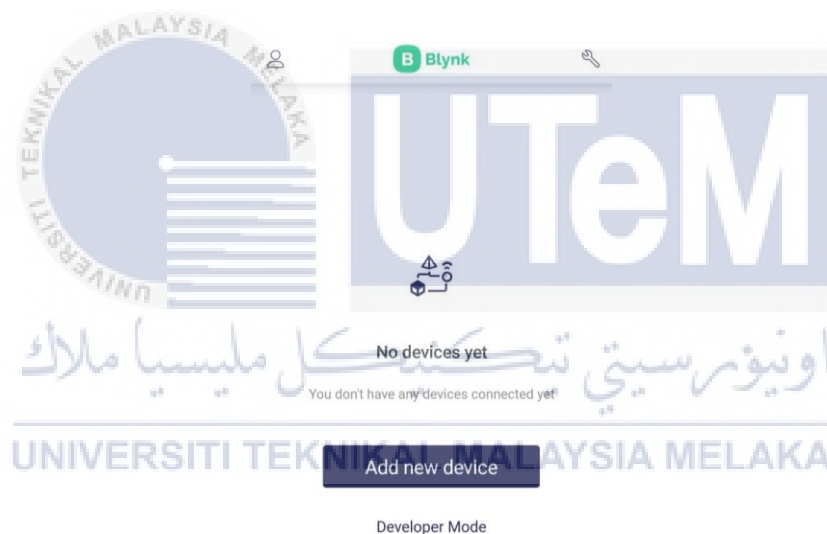 UNIVERSITI TEKNIKAL MALAYSIA MELAKA
B Blynk
UTeM
No devices yet
اونيۏرسيتي تيكنيكل مليسيا ملاك
You don't have any devices connected yet
UNIVERSITI TEKNIKAL MALAYSIA MELAKA
Add new device
Developer Mode